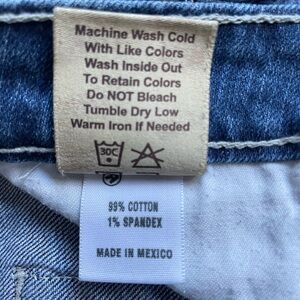 Machine Wash Cold
With Like Colors
Wash Inside Out
To Retain Colors
Do NOT Bleach
Tumble Dry Low
Warm Iron If Needed
30C
99% COTTON
1% SPANDEX
MADE IN MEXICO